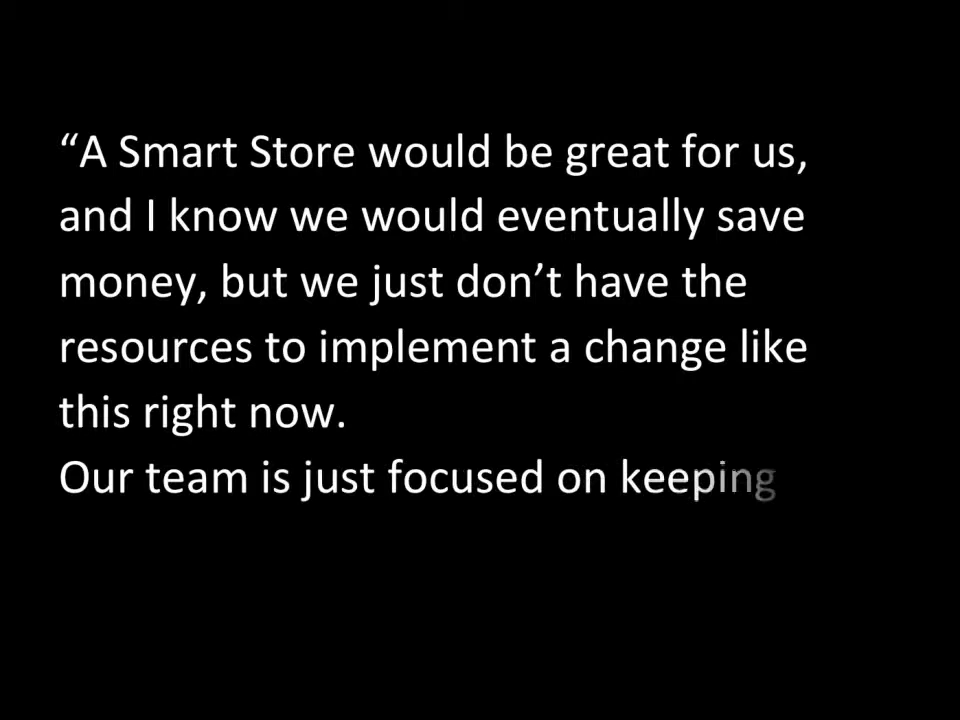 “A Smart Store would be great for us,
and I know we would eventually save
money, but we just don’t have the
resources to implement a change like
this right now.
Our team is just focused on keeping